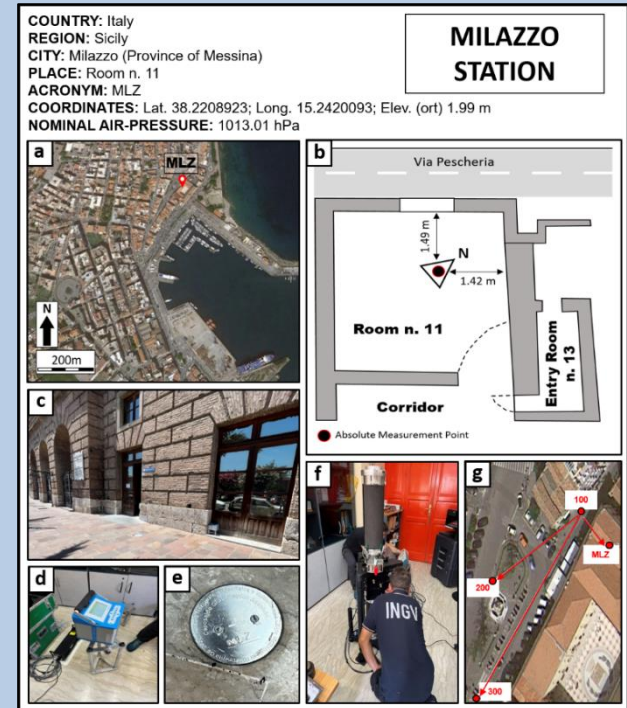 COUNTRY: Italy
REGION: Sicily
CITY: Milazzo (Province of Messina)
PLACE: Room n. 11
ACRONYM: MLZ
COORDINATES: Lat. 38.2208923; Long. 15.2420093; Elev. (ort) 1.99 m
NOMINAL AIR-PRESSURE: 1013.01 hPa
MILAZZO
STATION
a
MLZ
N
200m
b
Via Pescheria
1.49 m
N
1.42 m
Room n. 11
Entry Room
n. 13
Corridor
Absolute Measurement Point
c
d
e
f
INGV
g
100
MLZ
200
300